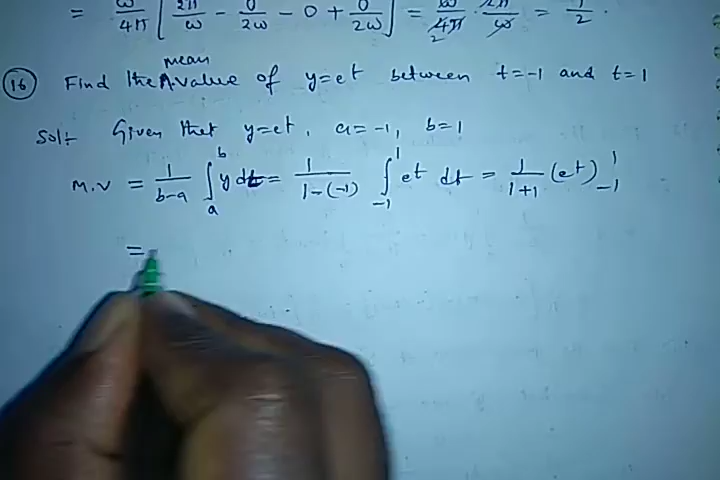 = ω/4π [2π/ω - 0/2ω - 0 + 0/2ω] = ω/4π · 2π/ω = 1/2 .
2
mean
(16) Find the value of y=e^t between t=-1 and t=1
Sol:- Given that y=e^t, a=-1, b=1
M.V = 1/(b-a) ∫_a^b y dt = 1/(1-(-1)) ∫_{-1}^1 e^t dt = 1/(1+1) (e^t)_{-1}^1
=